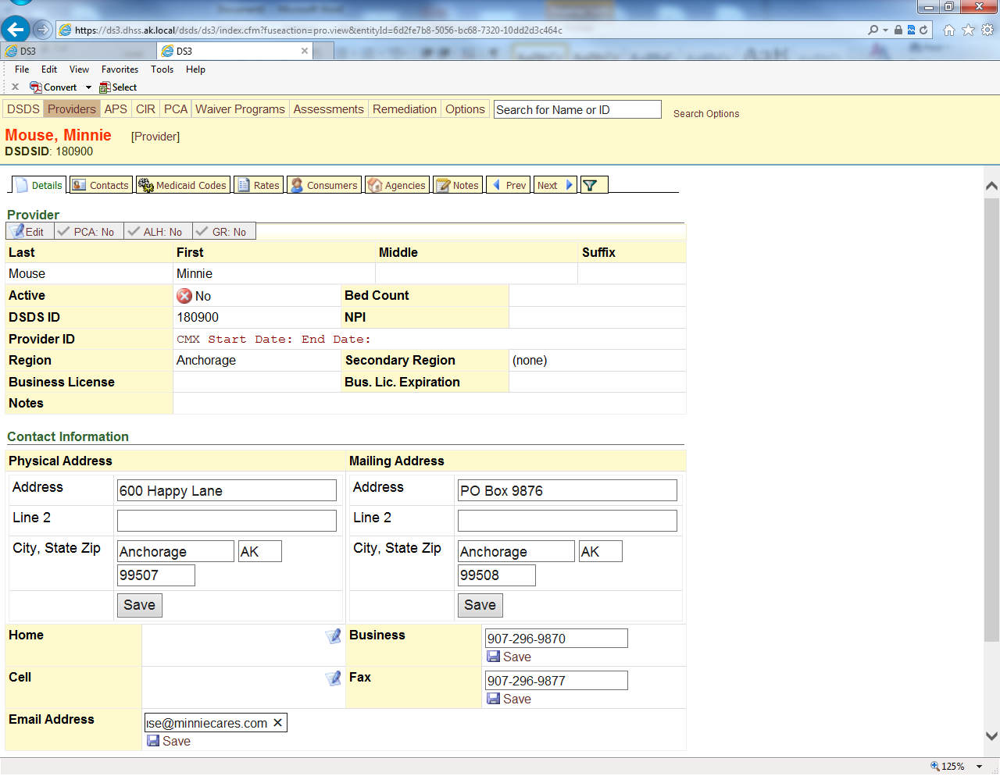 https://ds3.dhss.ak.local/dsds/ds3/index.cfm?fuseaction=pro.view&entityId=6d2fe7b8-5056-bc68-7320-10dd2d3c464c
DS3 DS3
File Edit View Favorites Tools Help
Convert Select
DSDS Providers APS CIR PCA Waiver Programs Assessments Remediation Options Search for Name or ID Search Options
Mouse, Minnie [Provider]
DSDSID: 180900
Details Contacts Medicaid Codes Rates Consumers Agencies Notes Prev Next
Provider
Edit PCA: No ALH: No GR: No
Last First Middle Suffix
Mouse Minnie
Active No Bed Count
DSDS ID 180900 NPI
Provider ID CMX Start Date: End Date:
Region Anchorage Secondary Region (none)
Business License Bus. Lic. Expiration
Notes
Contact Information
Physical Address Mailing Address
Address 600 Happy Lane Address PO Box 9876
Line 2 Line 2
City, State Zip Anchorage AK City, State Zip Anchorage AK
99507 99508
Save Save
Home Business 907-296-9870
Save
Cell Fax 907-296-9877
Save
Email Address use@minniecares.com
Save
125%